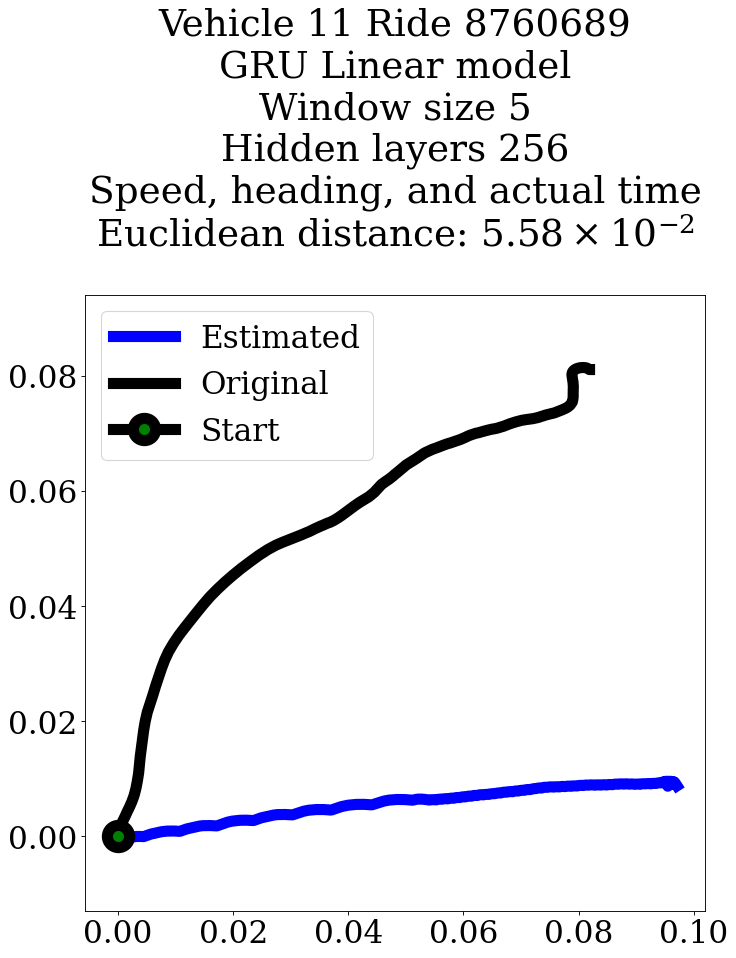 Vehicle 11 Ride 8760689
GRU Linear model
Window size 5
Hidden layers 256
Speed, heading, and actual time
Euclidean distance: 5.58 × 10⁻²
Estimated
Original
Start
0.08
0.06
0.04
0.02
0.00
0.00 0.02 0.04 0.06 0.08 0.10